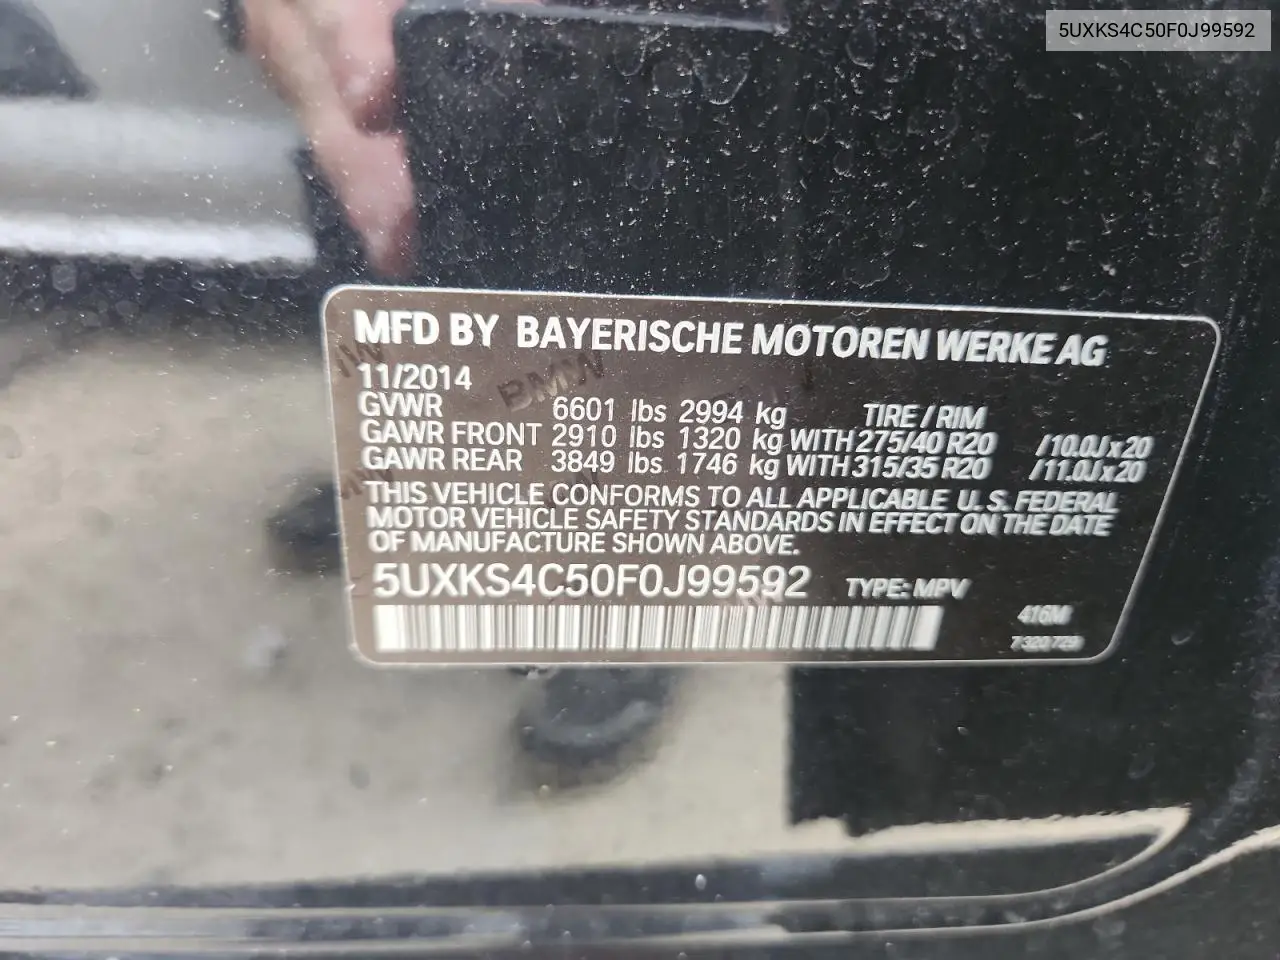 5UXKS4C50F0J99592
MFD BY BAYERISCHE MOTOREN WERKE AG
11/2014
GVWR 6601 lbs 2994 kg TIRE / RIM
GAWR FRONT 2910 lbs 1320 kg WITH 275/40 R20 /10.0J x 20
GAWR REAR 3849 lbs 1746 kg WITH 315/35 R20 /11.0J x 20
THIS VEHICLE CONFORMS TO ALL APPLICABLE U.S. FEDERAL
MOTOR VEHICLE SAFETY STANDARDS IN EFFECT ON THE DATE
OF MANUFACTURE SHOWN ABOVE.
5UXKS4C50F0J99592 TYPE: MPV
416M
7320729